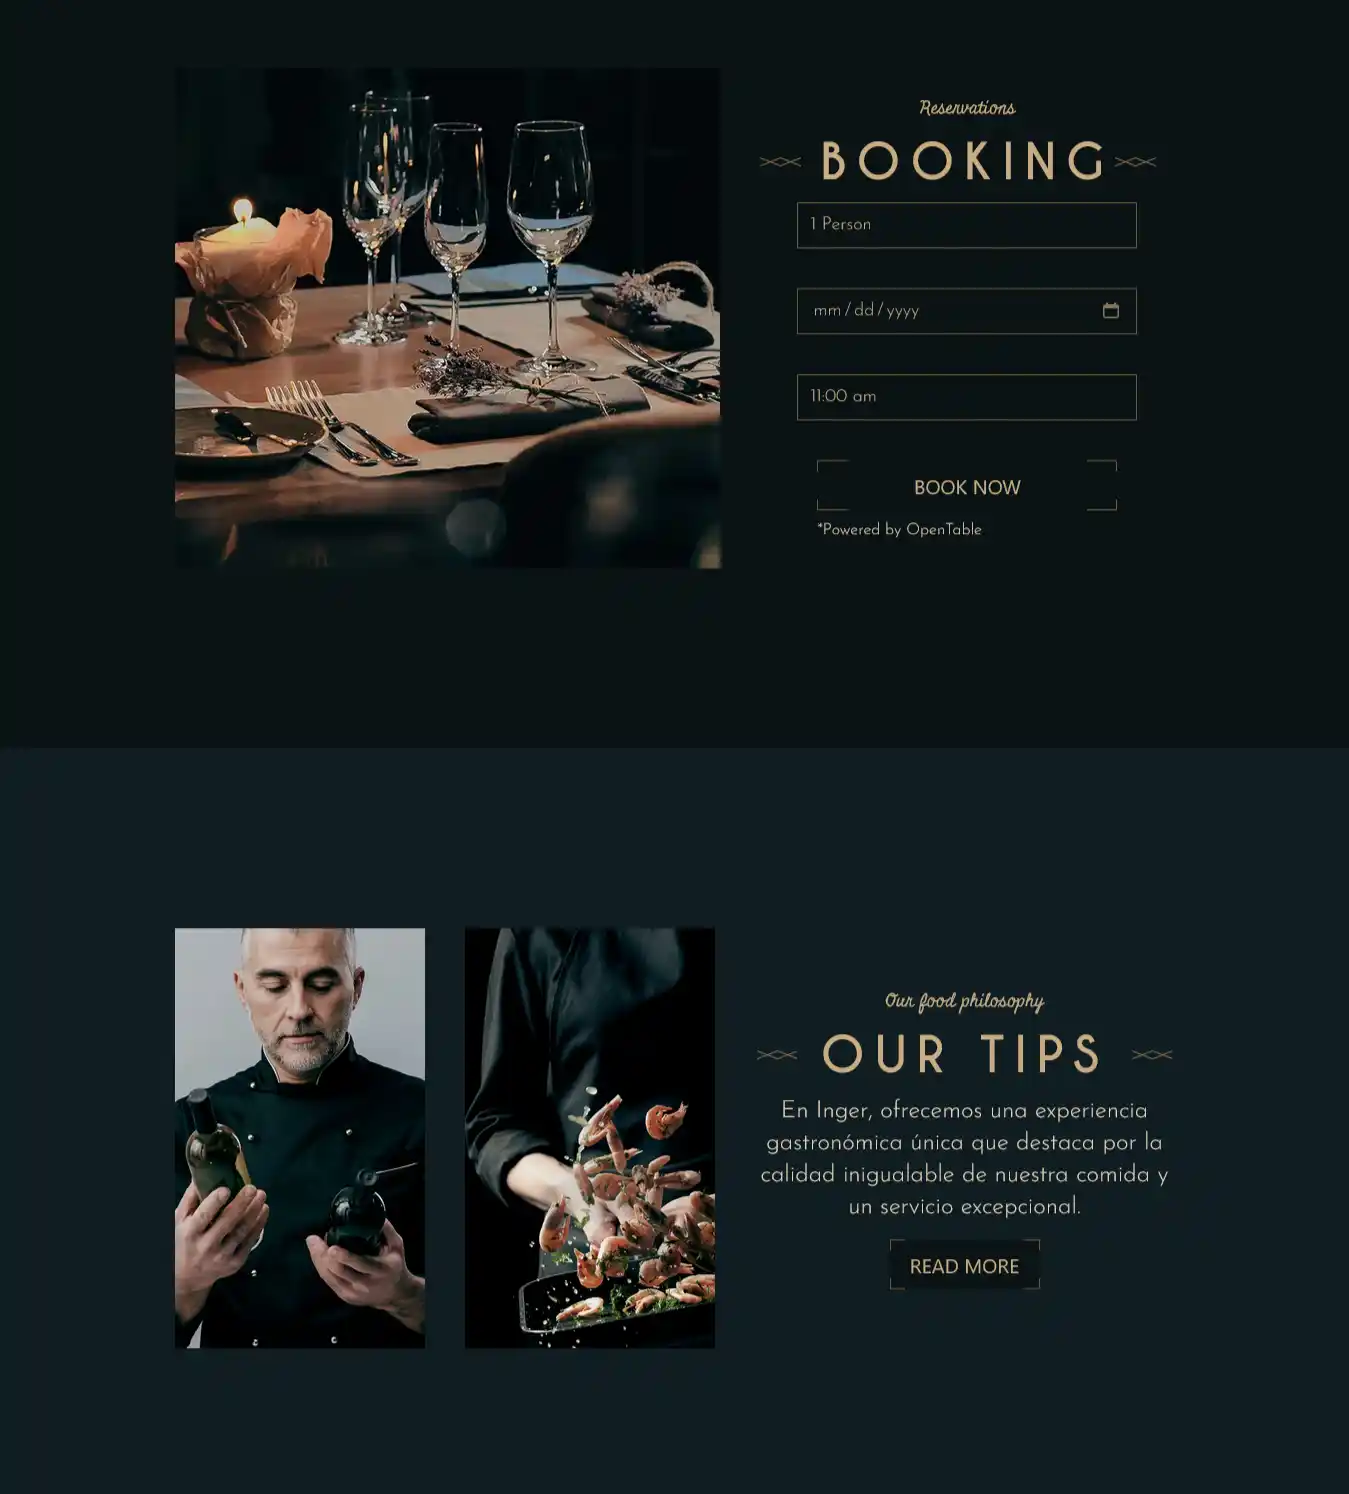 Reservations
BOOKING
1 Person
mm/dd/yyyy
11:00 am
BOOK NOW
*Powered by OpenTable
Our food philosophy
OUR TIPS
En Inger, ofrecemos una experiencia
gastronómica única que destaca por la
calidad inigualable de nuestra comida y
un servicio excepcional.
READ MORE